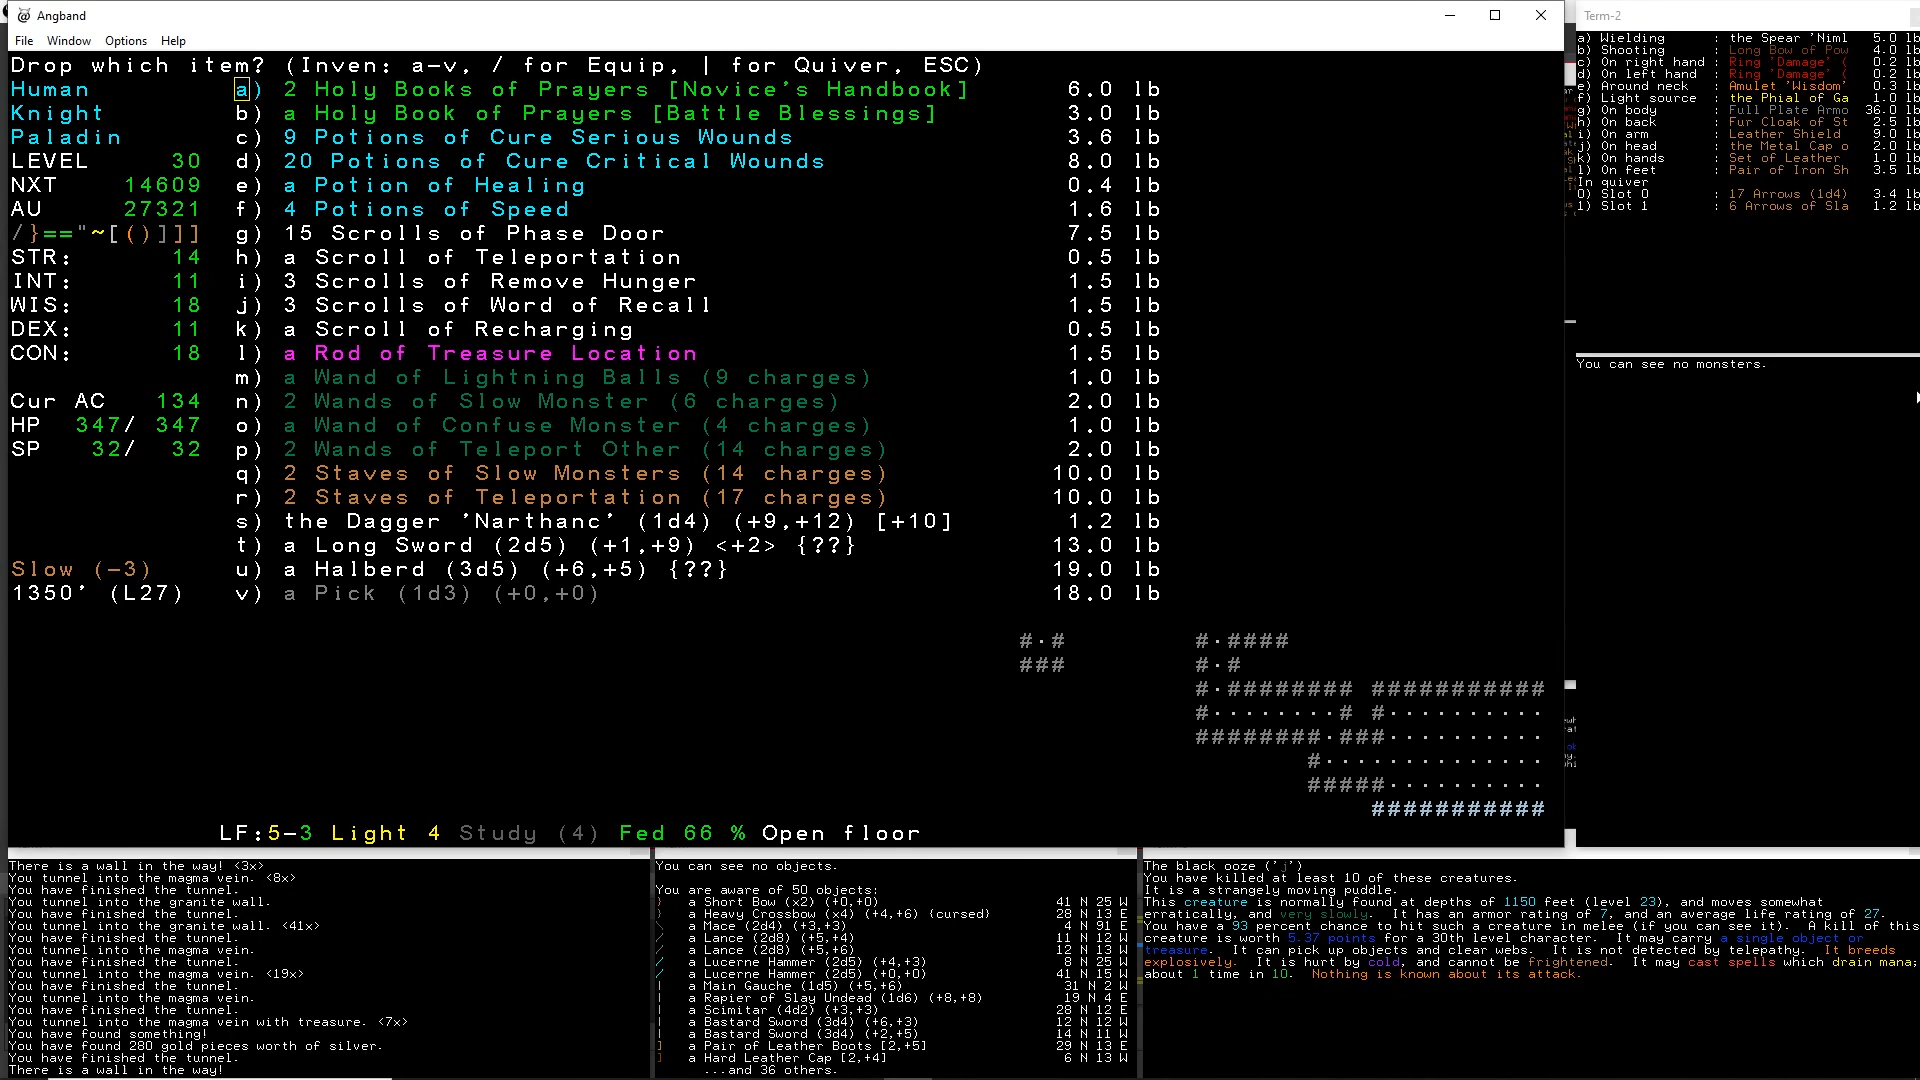 Angband
File Window Options Help
Drop which item? (Inven: a-v, / for Equip, | for Quiver, ESC)
Human a) 2 Holy Books of Prayers [Novice's Handbook] 6.0 lb
Knight b) a Holy Book of Prayers [Battle Blessings] 3.0 lb
Paladin c) 9 Potions of Cure Serious Wounds 3.6 lb
LEVEL 30 d) 20 Potions of Cure Critical Wounds 8.0 lb
NXT 14609 e) a Potion of Healing 0.4 lb
AU 27321 f) 4 Potions of Speed 1.6 lb
/}=="~[()]]] g) 15 Scrolls of Phase Door 7.5 lb
STR: 14 h) a Scroll of Teleportation 0.5 lb
INT: 11 i) 3 Scrolls of Remove Hunger 1.5 lb
WIS: 18 j) 3 Scrolls of Word of Recall 1.5 lb
DEX: 11 k) a Scroll of Recharging 0.5 lb
CON: 18 l) a Rod of Treasure Location 1.5 lb
m) a Wand of Lightning Balls (9 charges) 1.0 lb
Cur AC 134 n) 2 Wands of Slow Monster (6 charges) 2.0 lb
HP 347/ 347 o) a Wand of Confuse Monster (4 charges) 1.0 lb
SP 32/ 32 p) 2 Wands of Teleport Other (14 charges) 2.0 lb
q) 2 Staves of Slow Monsters (14 charges) 10.0 lb
r) 2 Staves of Teleportation (17 charges) 10.0 lb
s) the Dagger 'Narthanc' (1d4) (+9,+12) [+10] 1.2 lb
t) a Long Sword (2d5) (+1,+9) <+2> {??} 13.0 lb
Slow (-3) u) a Halberd (3d5) (+6,+5) {??} 19.0 lb
1350' (L27) v) a Pick (1d3) (+0,+0) 18.0 lb
#·# #·####
### #·#
#·######## ###########
#········# #··········
########·###··········
#··············
#####··········
###########
LF:5-3 Light 4 Study (4) Fed 66 % Open floor
Term-2
a) Wielding : the Spear 'Niml 5.0 lb
b) Shooting : Long Bow of Pow 4.0 lb
c) On right hand : Ring 'Damage' ( 0.2 lb
d) On left hand : Ring 'Damage' ( 0.2 lb
e) Around neck : Amulet 'Wisdom' 0.3 lb
f) Light source : the Phial of Ga 1.0 lb
g) On body : Full Plate Armo 36.0 lb
h) On back : Fur Cloak of St 2.5 lb
i) On arm : Leather Shield 9.0 lb
j) On head : the Metal Cap o 2.0 lb
k) On hands : Set of Leather 1.0 lb
l) On feet : Pair of Iron Sh 3.5 lb
In quiver
0) Slot 0 : 17 Arrows (1d4) 3.4 lb
1) Slot 1 : 6 Arrows of Sla 1.2 lb
You can see no monsters.
There is a wall in the way! <3x>
You tunnel into the magma vein. <8x>
You have finished the tunnel.
You tunnel into the granite wall.
You have finished the tunnel.
You tunnel into the granite wall. <41x>
You have finished the tunnel.
You tunnel into the magma vein.
You have finished the tunnel.
You tunnel into the magma vein. <19x>
You have finished the tunnel.
You tunnel into the magma vein.
You have finished the tunnel.
You tunnel into the magma vein with treasure. <7x>
You have found something!
You have found 280 gold pieces worth of silver.
You have finished the tunnel.
There is a wall in the way!
You can see no objects.
You are aware of 50 objects:
} a Short Bow (x2) (+0,+0) 41 N 25 W
} a Heavy Crossbow (x4) (+4,+6) {cursed} 28 N 13 E
\ a Mace (2d4) (+3,+3) 4 N 91 E
/ a Lance (2d8) (+5,+4) 11 N 12 W
/ a Lance (2d8) (+5,+6) 12 N 13 W
/ a Lucerne Hammer (2d5) (+4,+3) 8 N 25 W
/ a Lucerne Hammer (2d5) (+0,+0) 41 N 15 W
| a Main Gauche (1d5) (+5,+6) 31 N 2 W
| a Rapier of Slay Undead (1d6) (+8,+8) 19 N 4 E
| a Scimitar (4d2) (+3,+3) 28 N 12 E
| a Bastard Sword (3d4) (+6,+3) 12 N 12 W
| a Bastard Sword (3d4) (+2,+5) 14 N 11 W
] a Pair of Leather Boots [2,+5] 29 N 13 E
] a Hard Leather Cap [2,+4] 6 N 13 W
...and 36 others.
The black ooze ('j')
You have killed at least 10 of these creatures.
It is a strangely moving puddle.
This creature is normally found at depths of 1150 feet (level 23), and moves somewhat
erratically, and very slowly. It has an armor rating of 7, and an average life rating of 27.
You have a 93 percent chance to hit such a creature in melee (if you can see it). A kill of this
creature is worth 5.37 points for a 30th level character. It may carry a single object or
treasure. It can pick up objects and clear webs. It is not detected by telepathy. It breeds
explosively. It is hurt by cold, and cannot be frightened. It may cast spells which drain mana;
about 1 time in 10. Nothing is known about its attack.